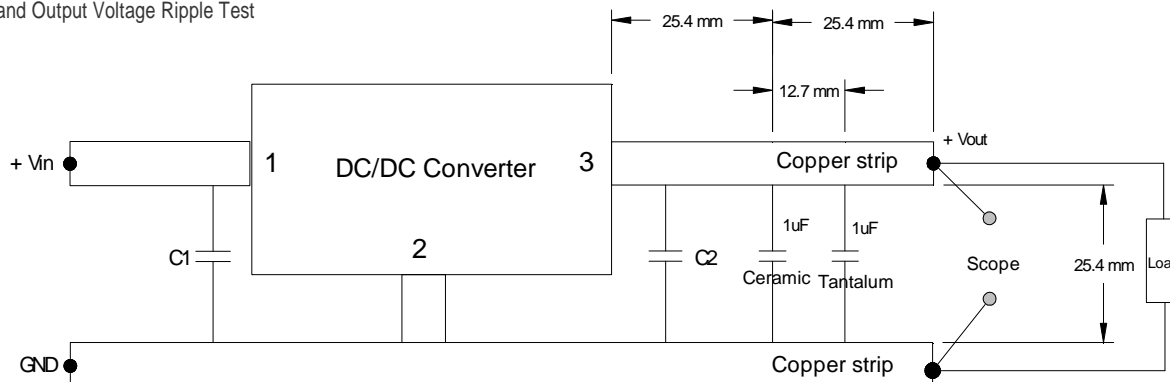 and Output Voltage Ripple Test
25.4 mm
25.4 mm
12.7 mm
+ Vin
1
DC/DC Converter
3
Copper strip
+ Vout
2
C1
C2
1uF
Ceramic
1uF
Tantalum
Scope
25.4 mm
Loa
GND
Copper strip